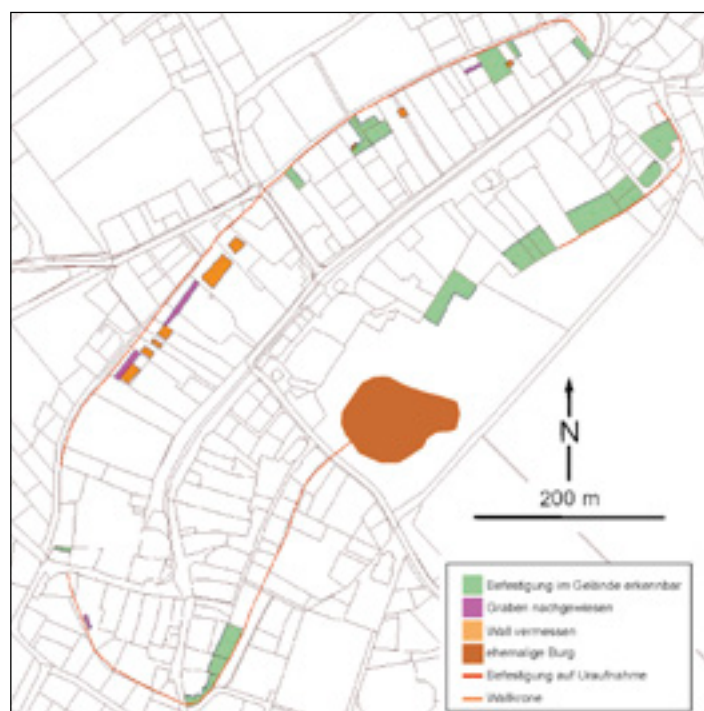 N
200 m
Befestigung im Gelände erkennbar
Graben nachgewiesen
Wall vermessen
ehemalige Burg
Befestigung auf Uraufnahme
Wallkrone